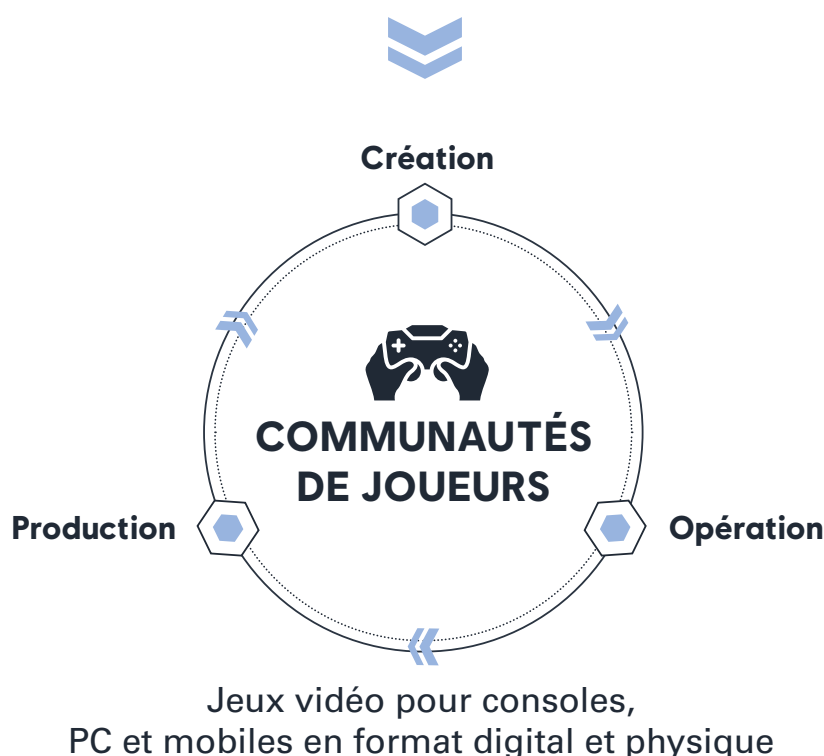 Création
COMMUNAUTÉS
DE JOUEURS
Production
Opération
Jeux vidéo pour consoles,
PC et mobiles en format digital et physique